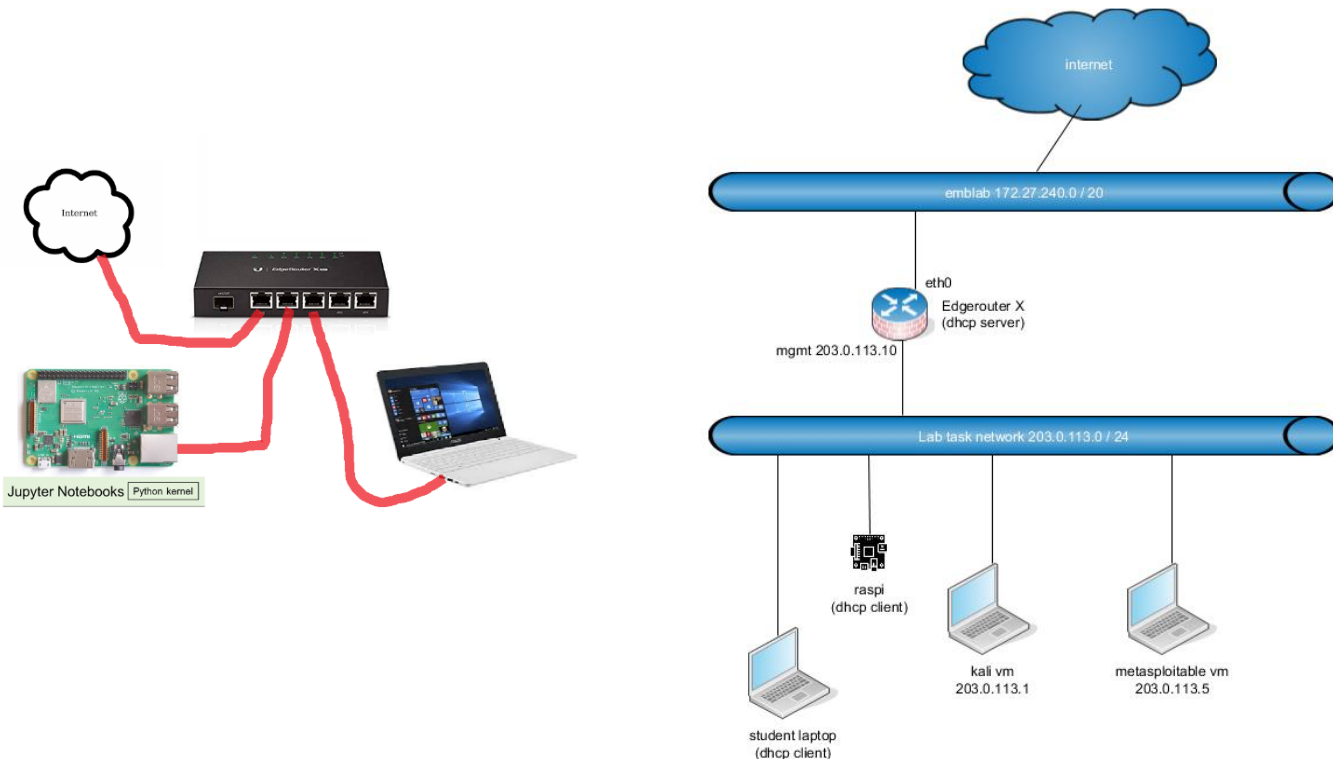 Internet
EdgeRouter X
HDMI
Jupyter Notebooks
Python kernel
internet
emblab 172.27.240.0 / 20
eth0
Edgerouter X
(dhcp server)
mgmt 203.0.113.10
Lab task network 203.0.113.0 / 24
raspi
(dhcp client)
kali vm
203.0.113.1
metasploitable vm
203.0.113.5
student laptop
(dhcp client)